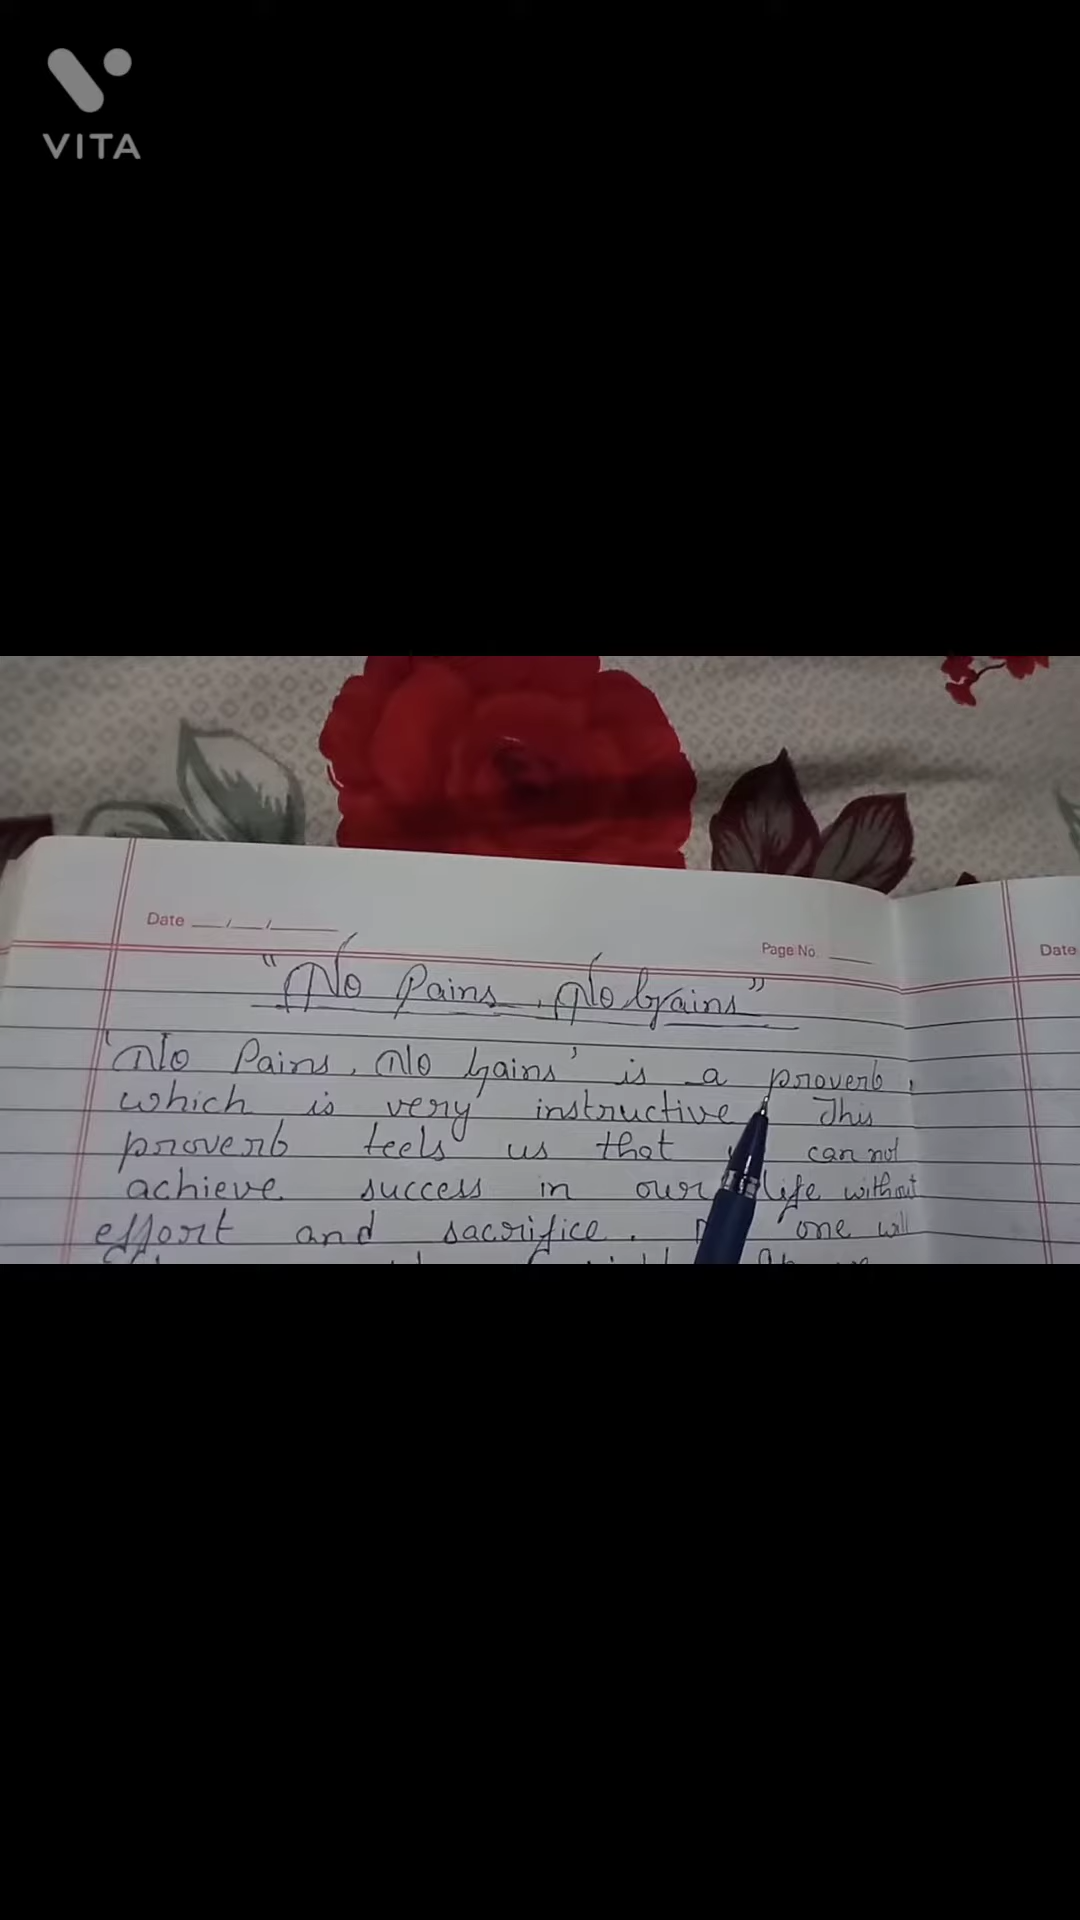 VITA
Date
Page No.
Date
"No Pains, No Gains"
'No Pains, No Gains' is a proverb,
which is very instructive. This
proverb teels us that can not
achieve success in our life without
effort and sacrifice. one will